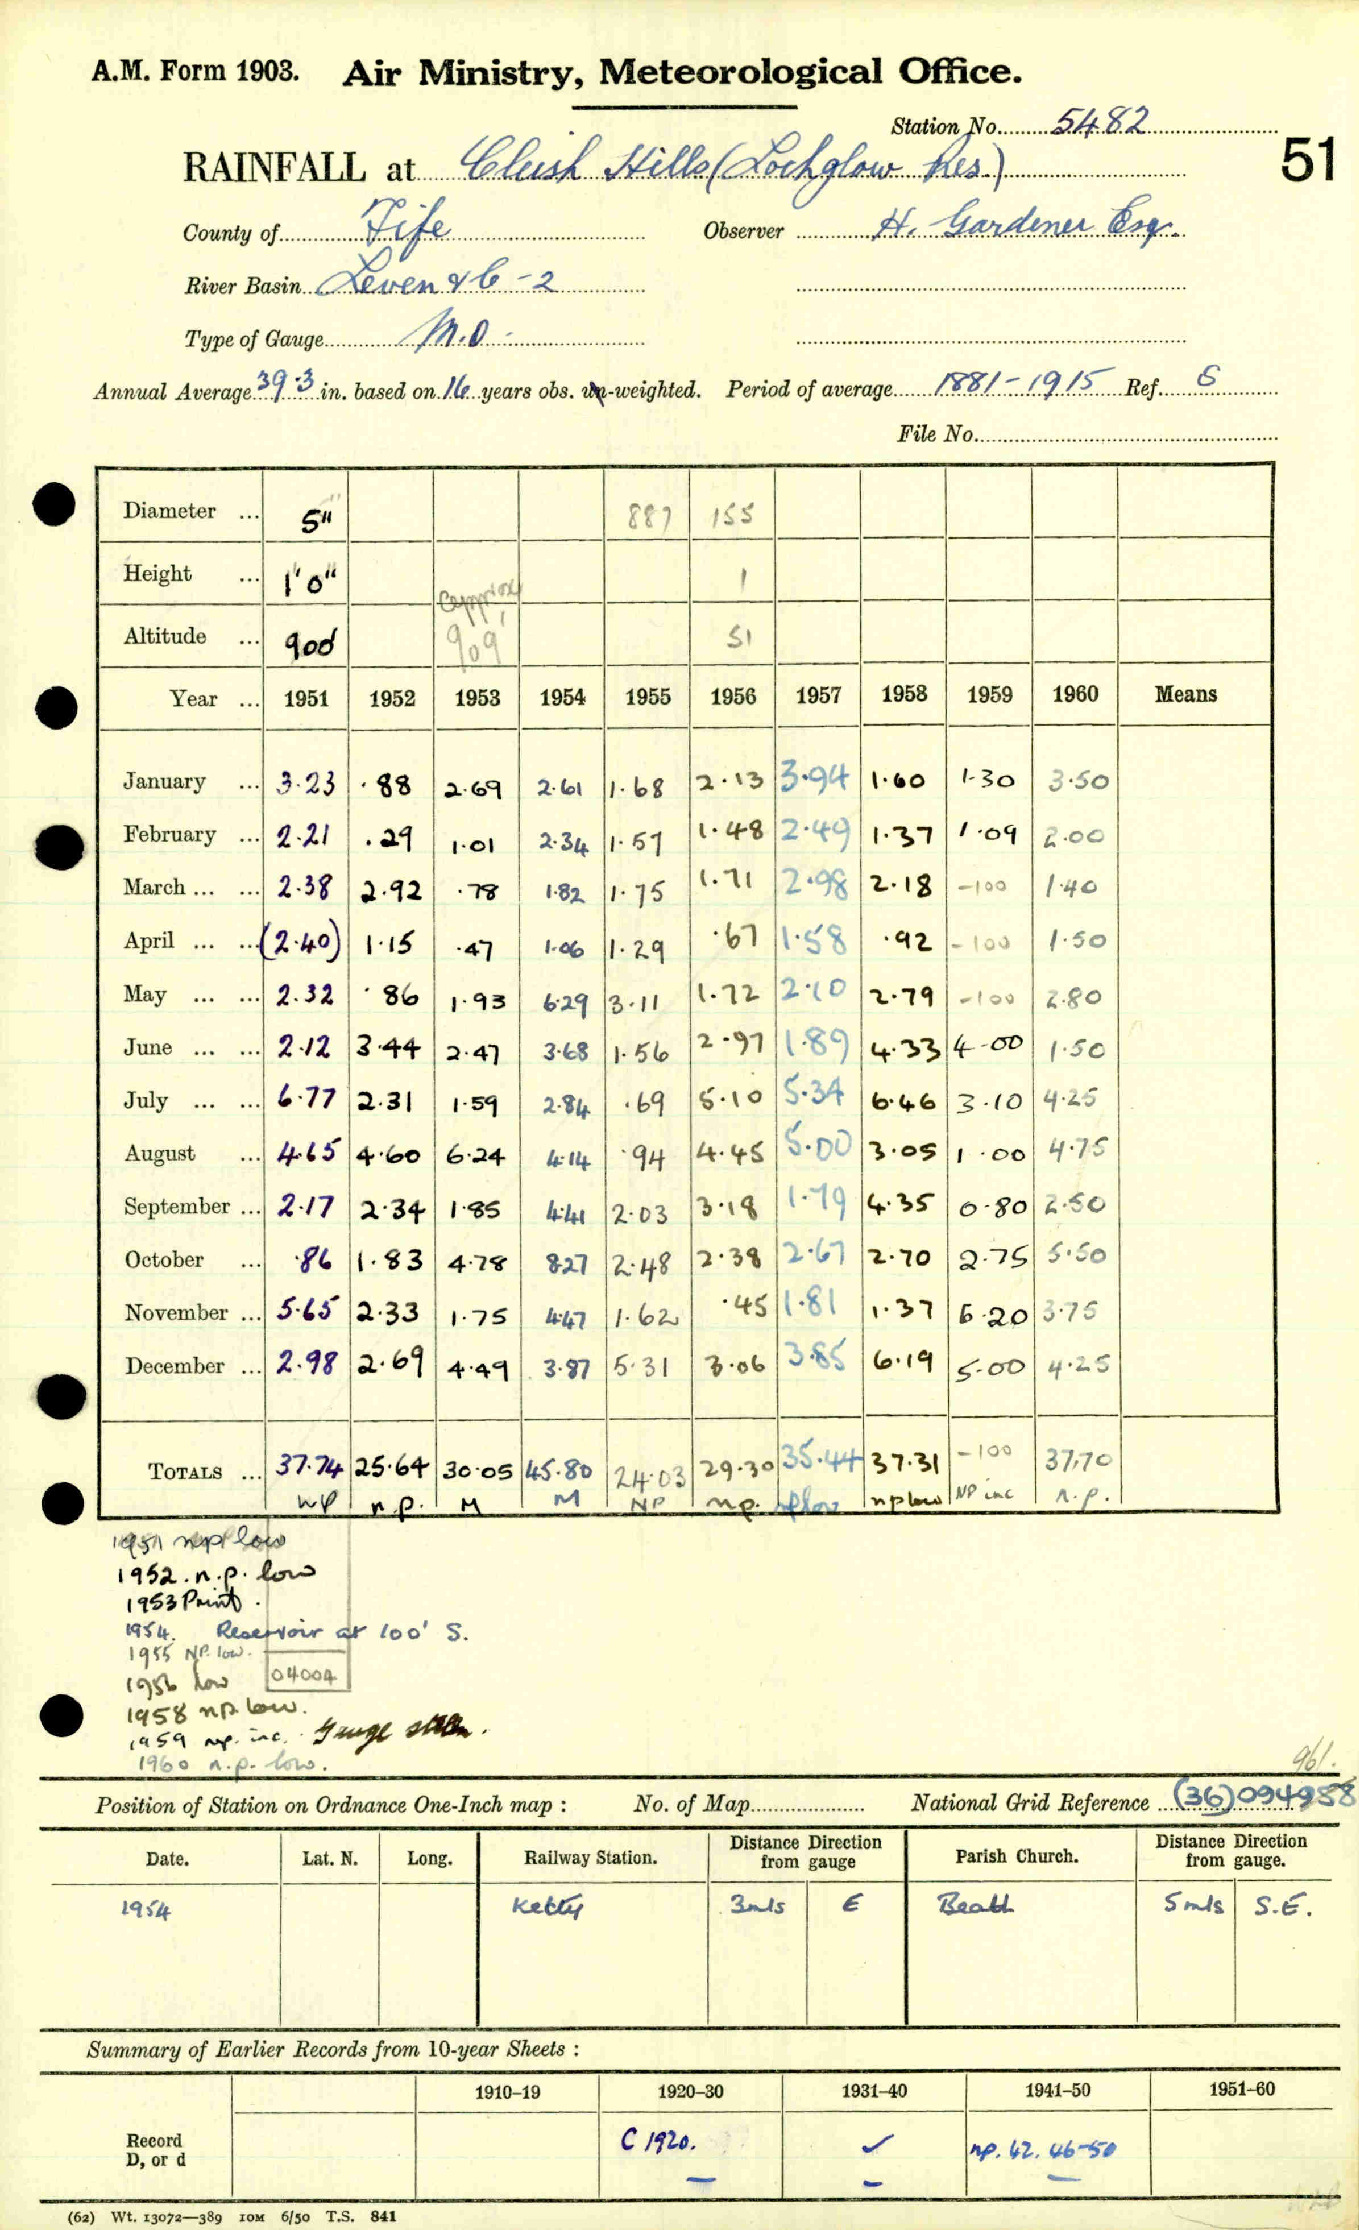 A.M. Form 1903. Air Ministry, Meteorological Office.
Station No. 5482
51
RAINFALL at Cleish Hills (Lochglow Res.)
County of Fife Observer H. Gardener Esq.
River Basin Leven & C - 2
Type of Gauge M.O.
Annual Average 39.3 in. based on 16 years obs. un-weighted. Period of average 1881-1915 Ref. S
File No.
Diameter ... 5" 887 155
Height ... 1'0" 1
approx
Altitude ... 900' 909' 51
Year ... 1951 1952 1953 1954 1955 1956 1957 1958 1959 1960 Means
January ... 3.23 .88 2.69 2.61 1.68 2.13 3.94 1.60 1.30 3.50
February ... 2.21 .29 1.01 2.34 1.57 1.48 2.49 1.37 1.09 2.00
March ... ... 2.38 2.92 .78 1.82 1.75 1.71 2.98 2.18 -100 1.40
April ... ... (2.40) 1.15 .47 1.06 1.29 .67 1.58 .92 -100 1.50
May ... ... 2.32 .86 1.93 6.29 3.11 1.72 2.10 2.79 -100 2.80
June ... ... 2.12 3.44 2.47 3.68 1.56 2.97 1.89 4.33 4.00 1.50
July ... ... 6.77 2.31 1.59 2.84 .69 5.10 5.34 6.46 3.10 4.25
August ... 4.65 4.60 6.24 4.14 .94 4.45 5.00 3.05 1.00 4.75
September ... 2.17 2.34 1.85 4.41 2.03 3.18 1.79 4.35 0.80 2.50
October ... .86 1.83 4.78 8.27 2.48 2.38 2.67 2.70 2.75 5.50
November ... 5.65 2.33 1.75 4.47 1.62 .45 1.81 1.37 6.20 3.75
December ... 2.98 2.69 4.49 3.87 5.31 3.06 3.85 6.19 5.00 4.25
TOTALS ... 37.74 25.64 30.05 45.80 24.03 29.30 35.44 37.31 -100 37.70
NP n.p. M M NP n.p. nplow np low NP inc n.p.
1951 np low
1952. n.p. low
1953 Print.
1954. Reservoir at 100' S.
1955 NP. low.
1956 low 04004
1958 np. low.
1959 np. inc. Gauge stolen.
1960 n.p. low.
961.
Position of Station on Ordnance One-Inch map : No. of Map National Grid Reference (36)094958
Date. Lat. N. Long. Railway Station. Distance Direction from gauge Parish Church. Distance Direction from gauge.
1954 Kelty 3mls E Beath 5mls S.E.
Summary of Earlier Records from 10-year Sheets :
1910–19 1920–30 1931–40 1941–50 1951–60
Record D, or d C 1920. ✓ np. 42. 46-50
(62) Wt. 13072—389 10M 6/50 T.S. 841